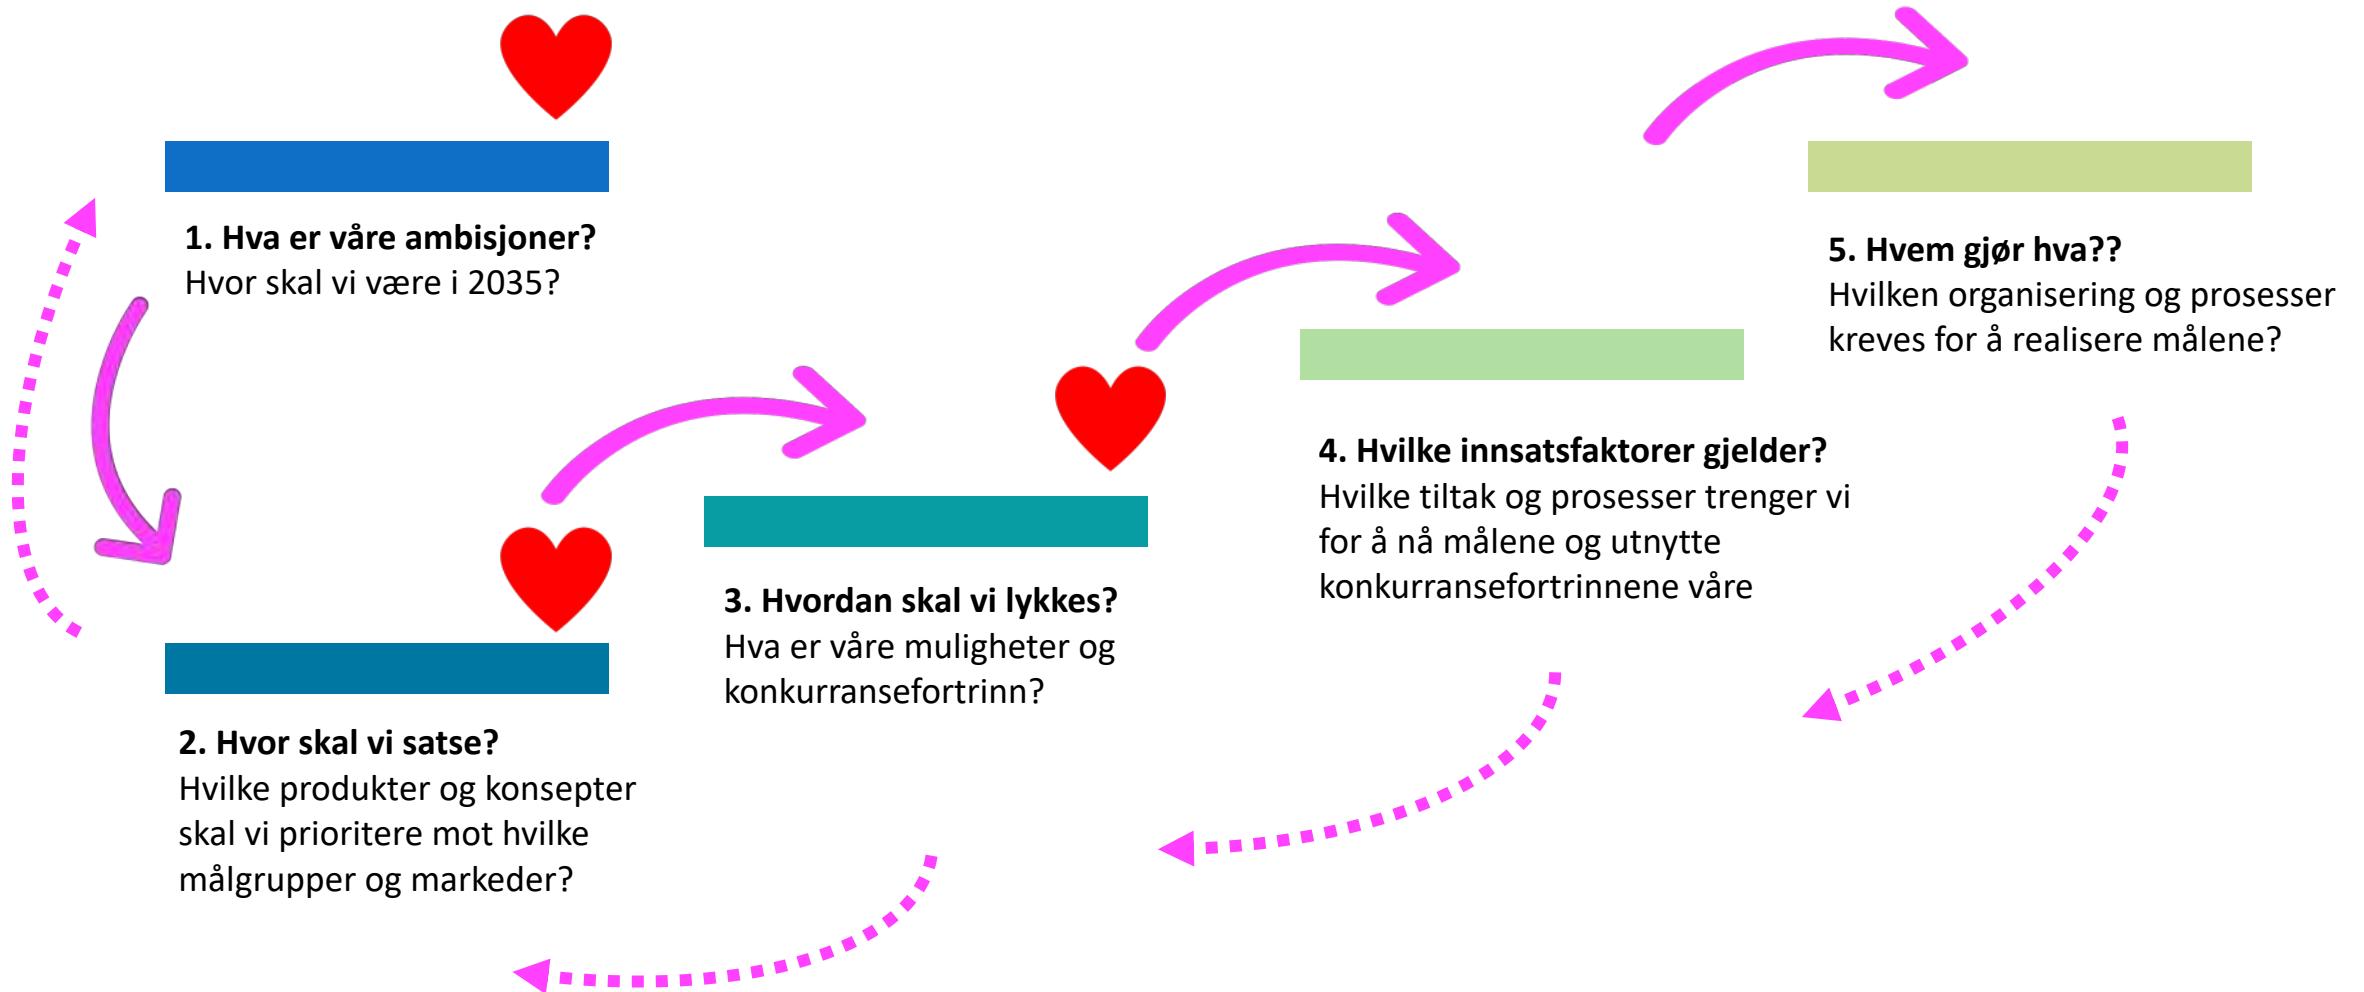 1. Hva er våre ambisjoner?
Hvor skal vi være i 2035?
2. Hvor skal vi satse?
Hvilke produkter og konsepter
skal vi prioritere mot hvilke
målgrupper og markeder?
3. Hvordan skal vi lykkes?
Hva er våre muligheter og
konkurransefortrinn?
4. Hvilke innsatsfaktorer gjelder?
Hvilke tiltak og prosesser trenger vi
for å nå målene og utnytte
konkurransefortrinnene våre
5. Hvem gjør hva??
Hvilken organisering og prosesser
kreves for å realisere målene?